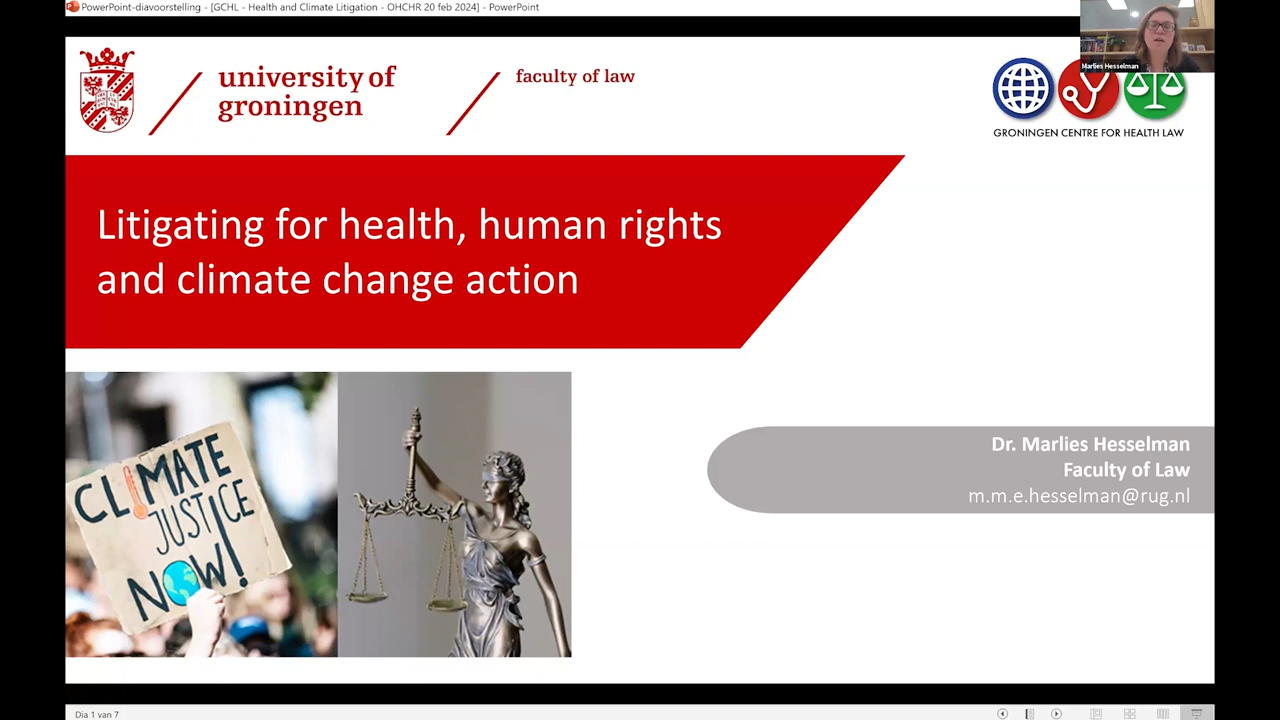 PowerPoint-diavoorstelling - [GCHL - Health and Climate Litigation - OHCHR 20 feb 2024] - PowerPoint
Marlies Hesselman
university of
groningen
faculty of law
GRONINGEN CENTRE FOR HEALTH LAW
Litigating for health, human rights
and climate change action
CLIMATE
JUSTICE
NOW!
Dr. Marlies Hesselman
Faculty of Law
m.m.e.hesselman@rug.nl
Dia 1 van 7